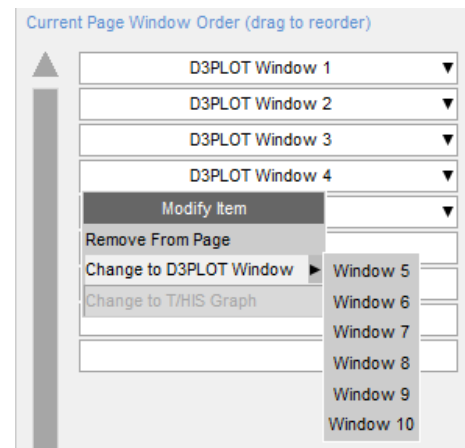 Current Page Window Order (drag to reorder)
D3PLOT Window 1
D3PLOT Window 2
D3PLOT Window 3
D3PLOT Window 4
Modify Item
Remove From Page
Change to D3PLOT Window
Change to T/HIS Graph
Window 5
Window 6
Window 7
Window 8
Window 9
Window 10